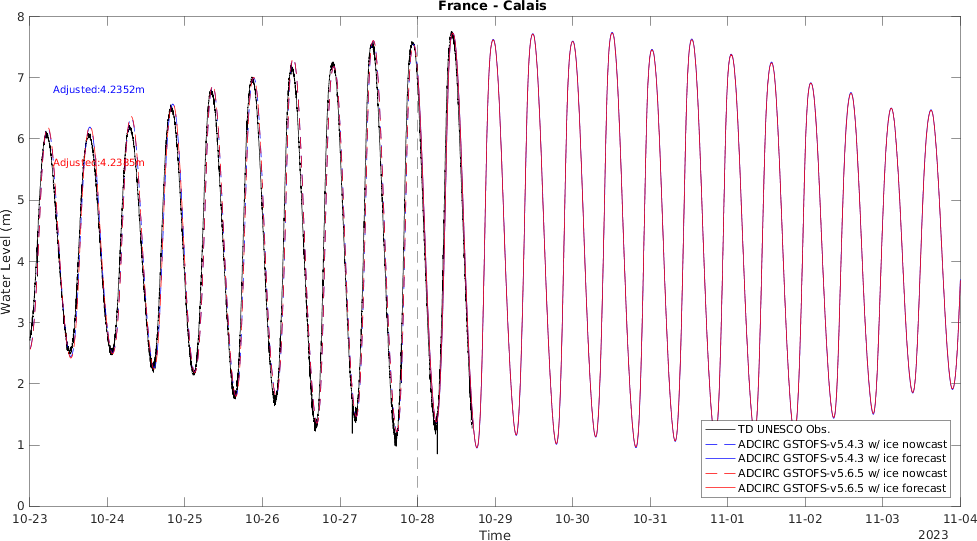 France - Calais
8
7
6
5
4
3
2
1
0
Water Level (m)
Adjusted:4.2352m
Adjusted:4.2385m
TD UNESCO Obs.
ADCIRC GSTOFS-v5.4.3 w/ ice nowcast
ADCIRC GSTOFS-v5.4.3 w/ ice forecast
ADCIRC GSTOFS-v5.6.5 w/ ice nowcast
ADCIRC GSTOFS-v5.6.5 w/ ice forecast
10-23 10-24 10-25 10-26 10-27 10-28 10-29 10-30 10-31 11-01 11-02 11-03 11-04
Time
2023